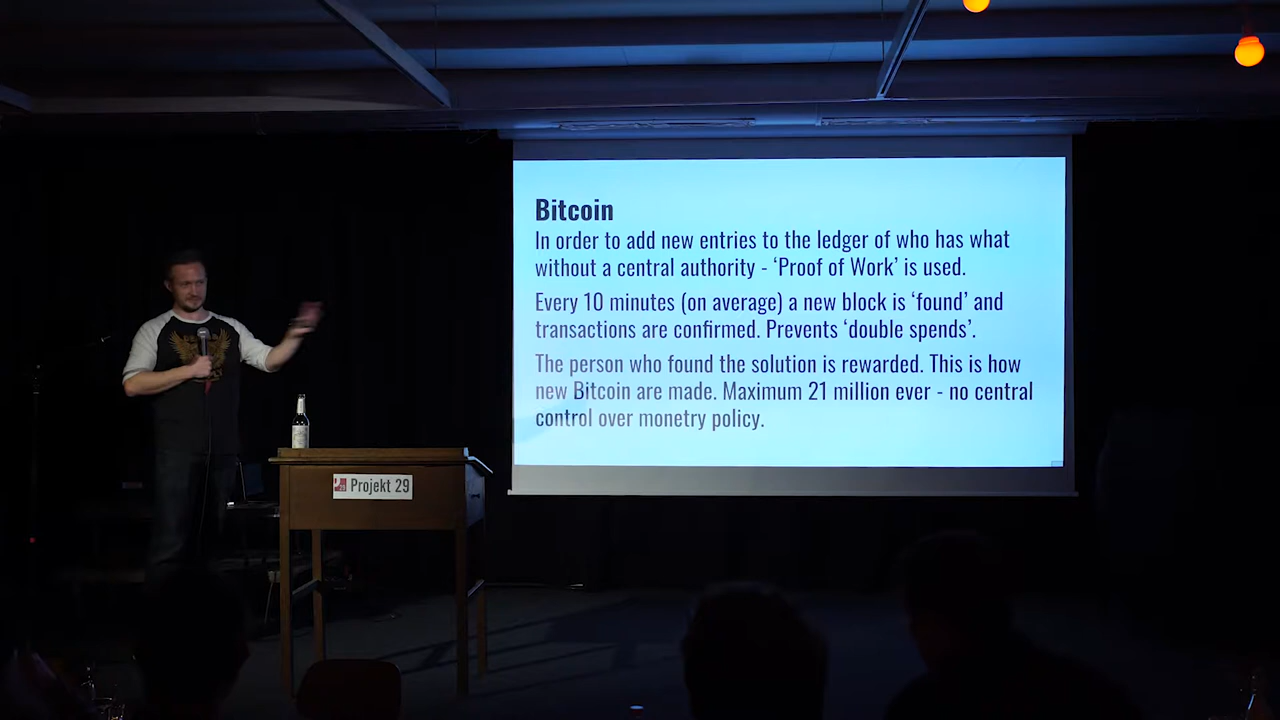 Bitcoin
In order to add new entries to the ledger of who has what
without a central authority - ‘Proof of Work’ is used.
Every 10 minutes (on average) a new block is ‘found’ and
transactions are confirmed. Prevents ‘double spends’.
The person who found the solution is rewarded. This is how
new Bitcoin are made. Maximum 21 million ever - no central
control over monetry policy.
Projekt 29